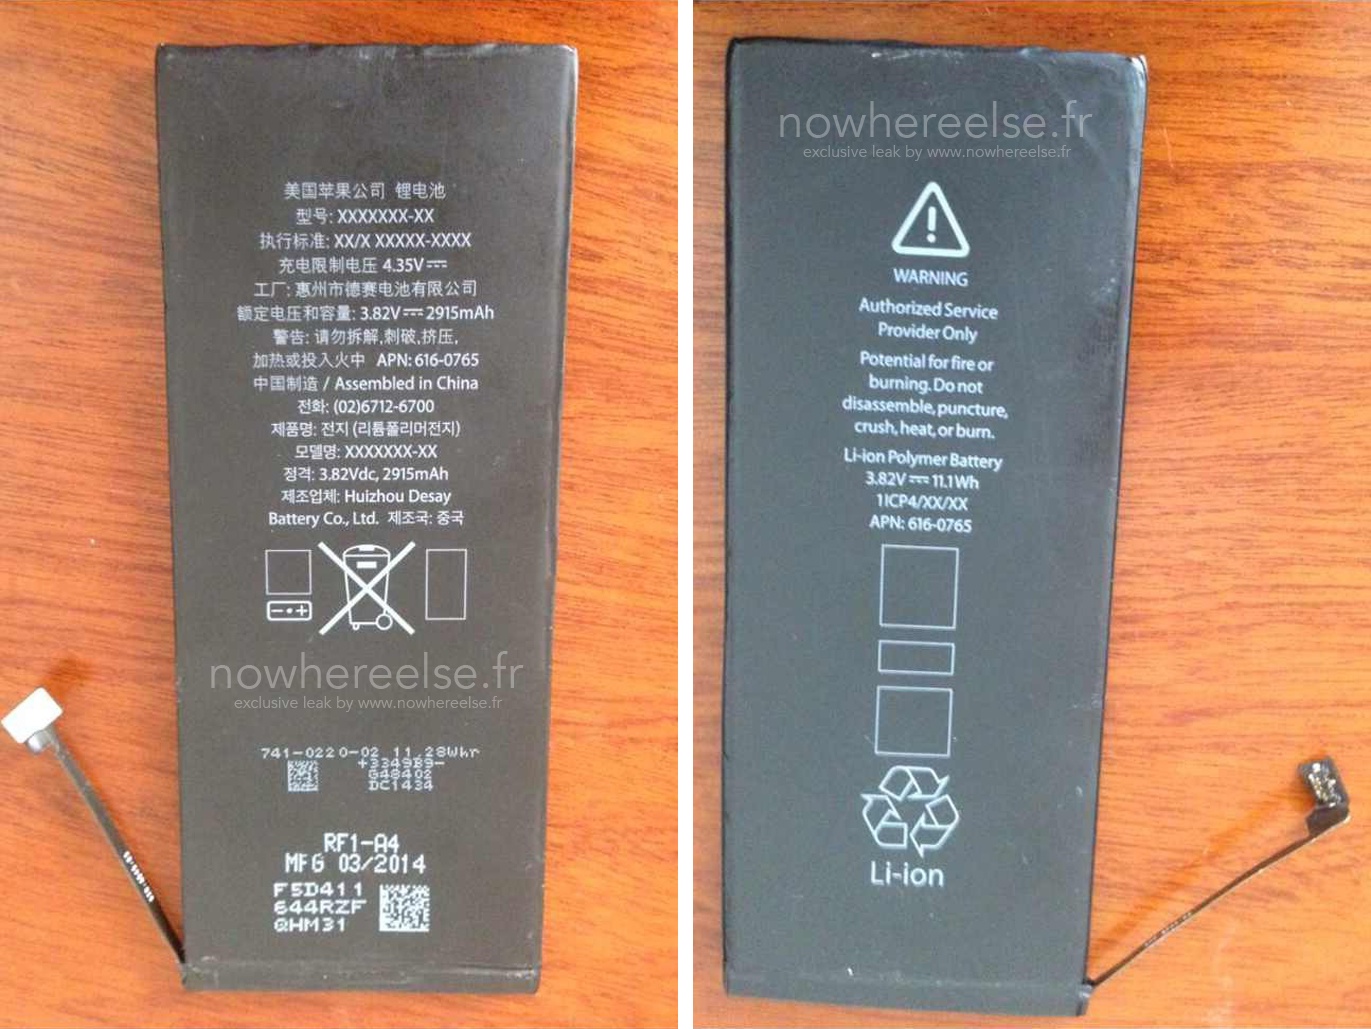 美国苹果公司 锂电池
型号: XXXXXXX-XX
执行标准: XX/X XXXXX-XXXX
充电限制电压 4.35V⎓
工厂: 惠州市德赛电池有限公司
额定电压和容量: 3.82V⎓ 2915mAh
警告: 请勿拆解,刺破,挤压,
加热或投入火中 APN: 616-0765
中国制造 / Assembled in China
전화: (02)6712-6700
제품명: 전지 (리튬폴리머전지)
모델명: XXXXXXX-XX
정격: 3.82Vdc, 2915mAh
제조업체: Huizhou Desay
Battery Co., Ltd. 제조국: 중국
nowhereelse.fr
exclusive leak by www.nowhereelse.fr
741-0220-02 11.28Whr
+3349B9-
G48402
DC1434
RF1-A4
MFG 03/2014
F5D411
644RZF
QHM31
nowhereelse.fr
exclusive leak by www.nowhereelse.fr
WARNING
Authorized Service
Provider Only
Potential for fire or
burning. Do not
disassemble, puncture,
crush, heat, or burn.
Li-ion Polymer Battery
3.82V⎓ 11.1Wh
1ICP4/XX/XX
APN: 616-0765
Li-ion